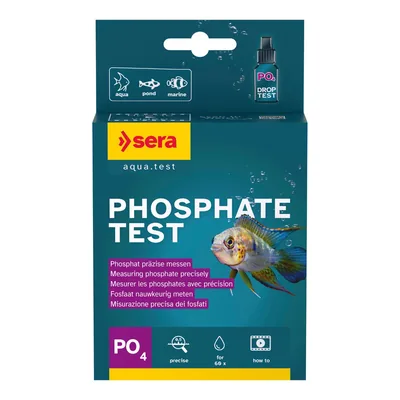 aqua
pond
marine
PO₄
DROP
TEST
sera
aqua.test
PHOSPHATE
TEST
Phosphat präzise messen
Measuring phosphate precisely
Mesurer les phosphates avec précision
Fosfaat nauwkeurig meten
Misurazione precisa dei fosfati
PO₄
precise
for
60 x
how to